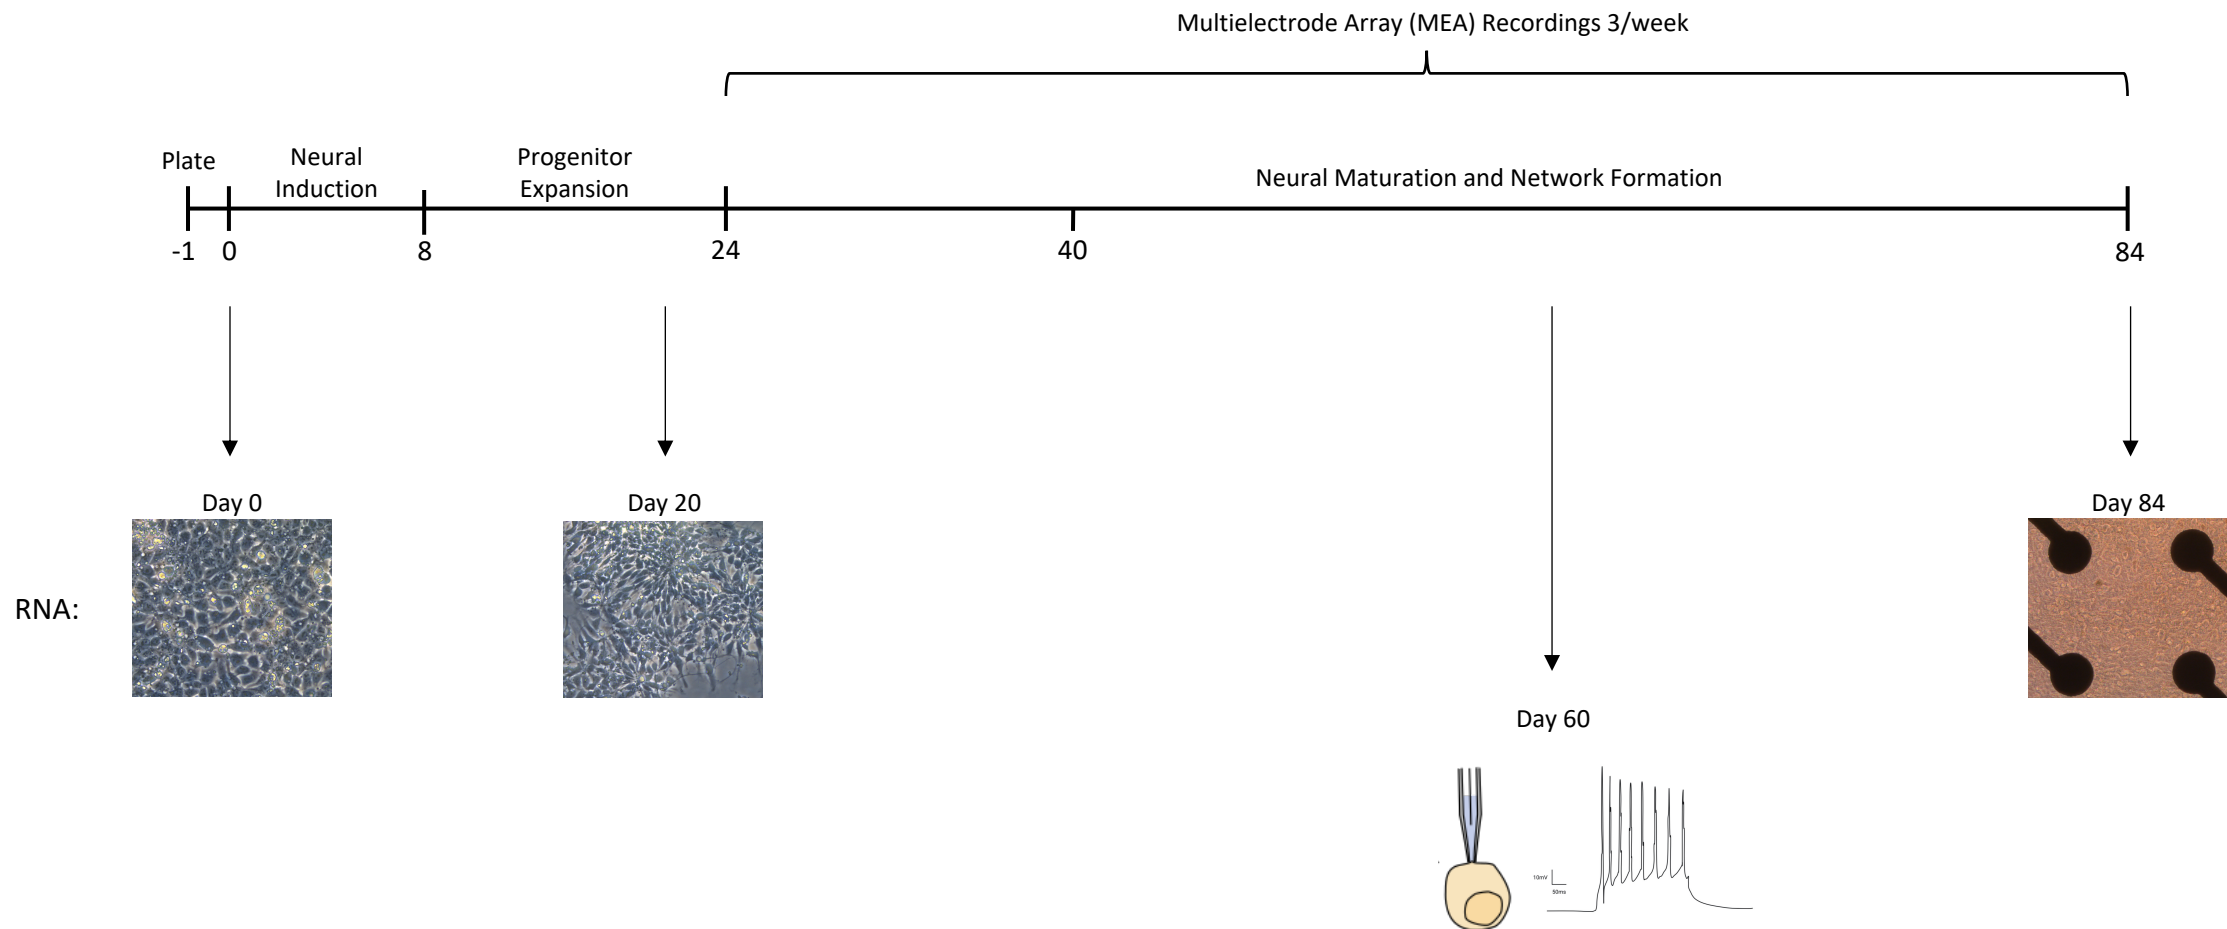 Multielectrode Array (MEA) Recordings 3/week
Plate
Neural
Induction
Progenitor
Expansion
Neural Maturation and Network Formation
-1
0
8
24
40
84
Day 0
Day 20
Day 84
RNA:
Day 60
10mV
50ms